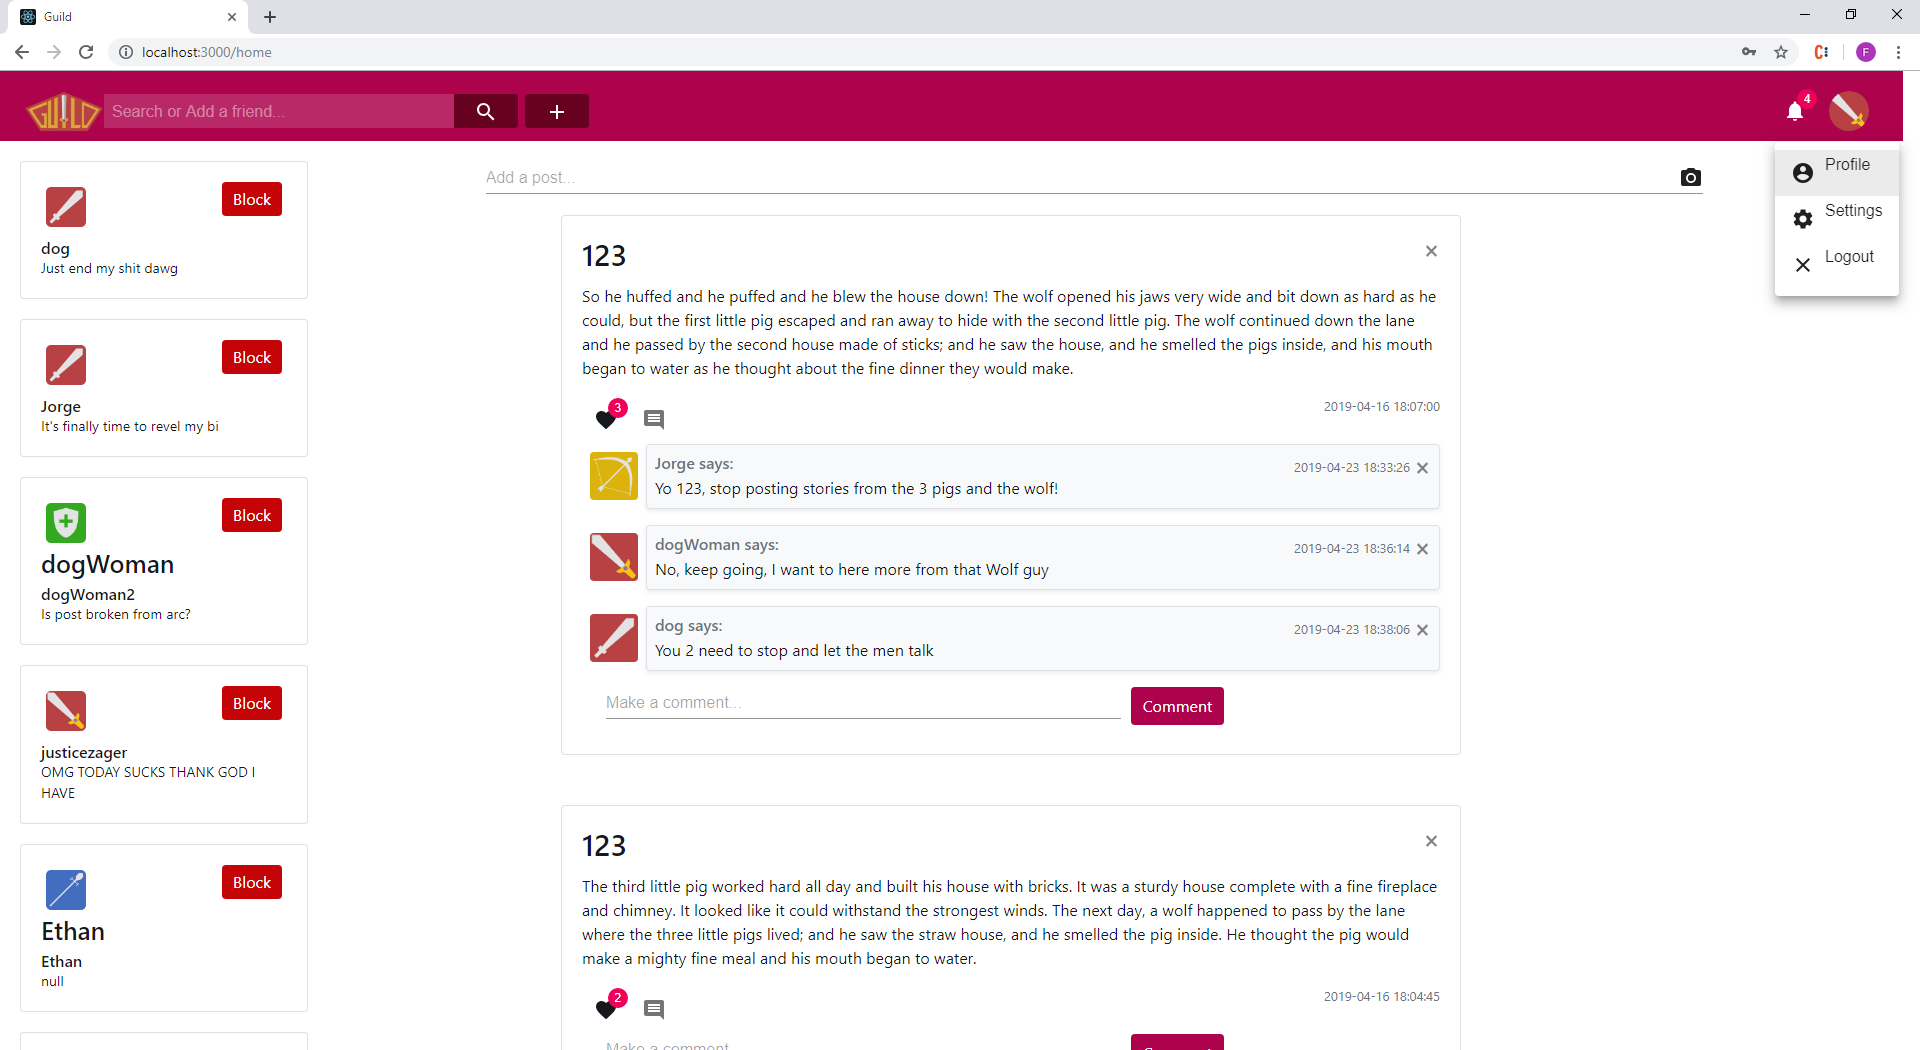 Guild
localhost:3000/home
F
GUILD
Search or Add a friend...
4
Profile
Settings
Logout
Block
dog
Just end my shit dawg
Block
Jorge
It's finally time to revel my bi
Block
dogWoman
dogWoman2
Is post broken from arc?
Block
justicezager
OMG TODAY SUCKS THANK GOD I
HAVE
Block
Ethan
Ethan
null
Add a post...
123
So he huffed and he puffed and he blew the house down! The wolf opened his jaws very wide and bit down as hard as he
could, but the first little pig escaped and ran away to hide with the second little pig. The wolf continued down the lane
and he passed by the second house made of sticks; and he saw the house, and he smelled the pigs inside, and his mouth
began to water as he thought about the fine dinner they would make.
3
2019-04-16 18:07:00
Jorge says:
2019-04-23 18:33:26
Yo 123, stop posting stories from the 3 pigs and the wolf!
dogWoman says:
2019-04-23 18:36:14
No, keep going, I want to here more from that Wolf guy
dog says:
2019-04-23 18:38:06
You 2 need to stop and let the men talk
Make a comment...
Comment
123
The third little pig worked hard all day and built his house with bricks. It was a sturdy house complete with a fine fireplace
and chimney. It looked like it could withstand the strongest winds. The next day, a wolf happened to pass by the lane
where the three little pigs lived; and he saw the straw house, and he smelled the pig inside. He thought the pig would
make a mighty fine meal and his mouth began to water.
2
2019-04-16 18:04:45
Make a comment